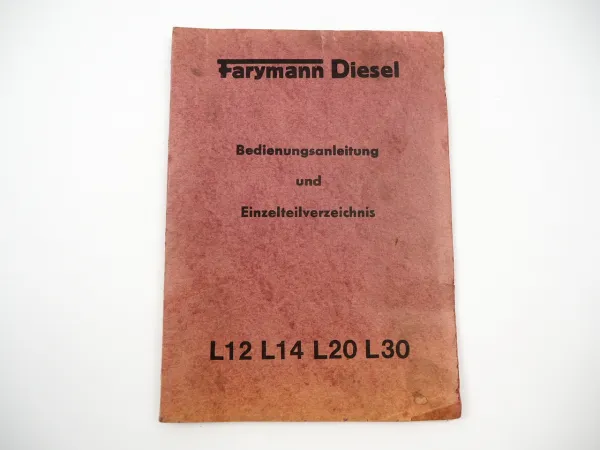 Farymann Diesel
Bedienungsanleitung
und
Einzelteilverzeichnis
L12 L14 L20 L30